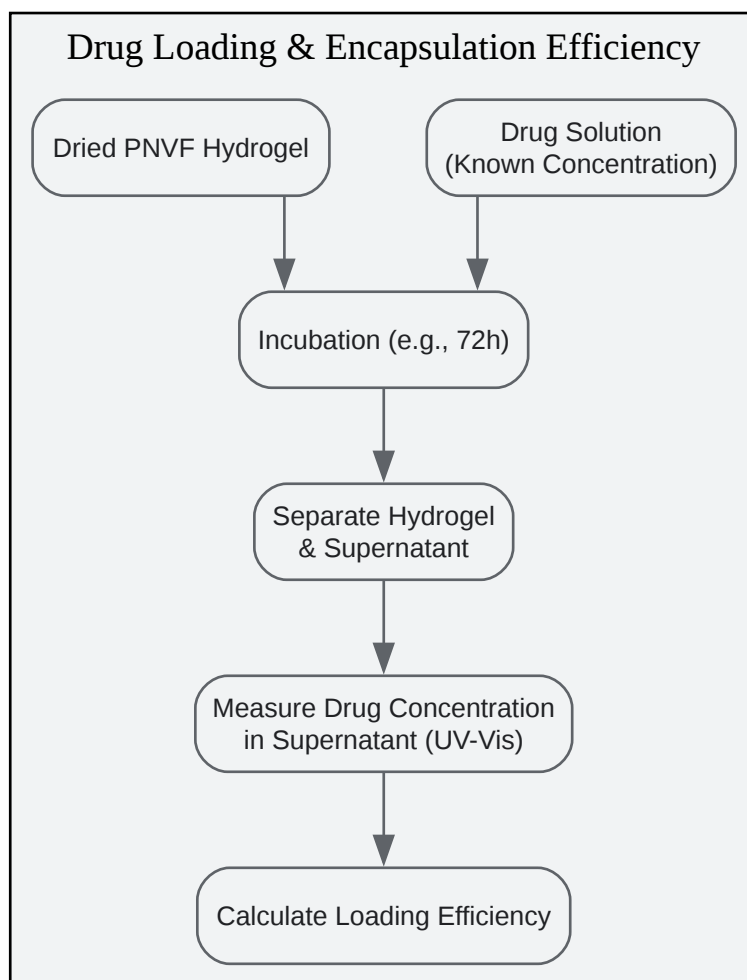 Drug Loading & Encapsulation Efficiency
Dried PNVF Hydrogel
Drug Solution
(Known Concentration)
Incubation (e.g., 72h)
Separate Hydrogel
& Supernatant
Measure Drug Concentration
in Supernatant (UV-Vis)
Calculate Loading Efficiency